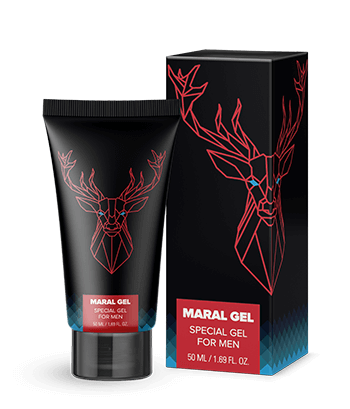 MARAL GEL
SPECIAL GEL
FOR MEN
50 ML / 1.69 FL. OZ.
MARAL GEL
SPECIAL GEL
FOR MEN
50 ML / 1.69 FL. OZ.